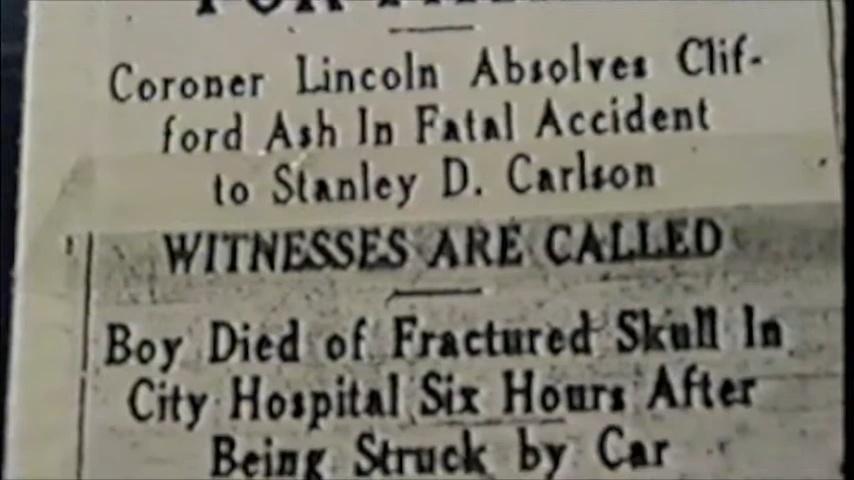 Coroner Lincoln Absolves Clif-
ford Ash In Fatal Accident
to Stanley D. Carlson
WITNESSES ARE CALLED
Boy Died of Fractured Skull In
City Hospital Six Hours After
Being Struck by Car